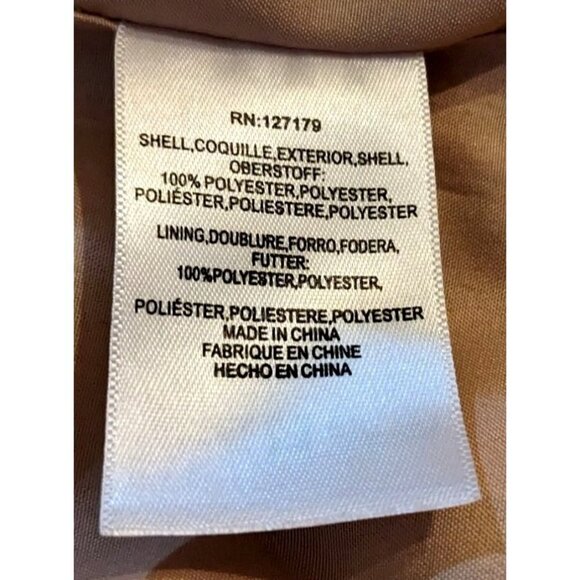 RN:127179
SHELL,COQUILLE,EXTERIOR,SHELL,
OBERSTOFF:
100% POLYESTER,POLYESTER,
POLIÉSTER,POLIESTERE,POLYESTER
LINING,DOUBLURE,FORRO,FODERA,
FUTTER:
100%POLYESTER,POLYESTER,
POLIÉSTER,POLIESTERE,POLYESTER
MADE IN CHINA
FABRIQUE EN CHINE
HECHO EN CHINA